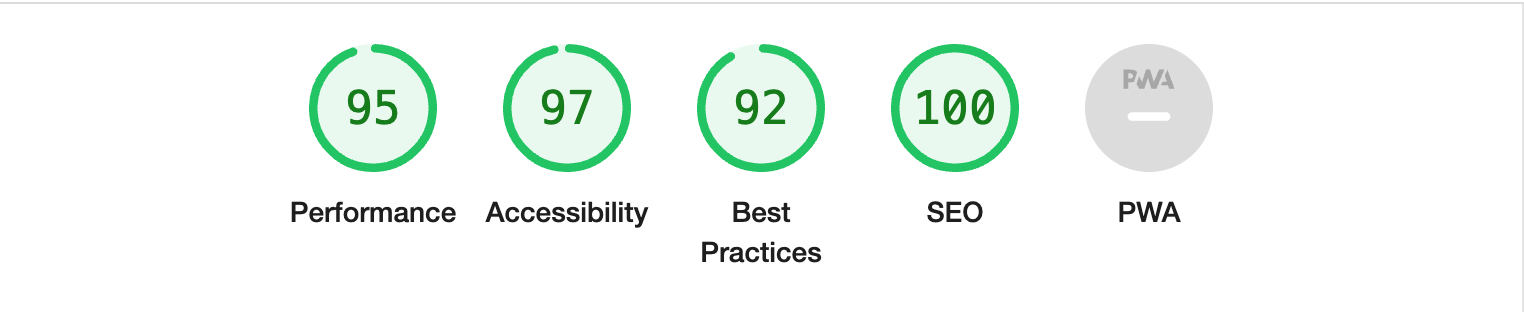 95
97
92
100
PWA
Performance
Accessibility
Best
Practices
SEO
PWA